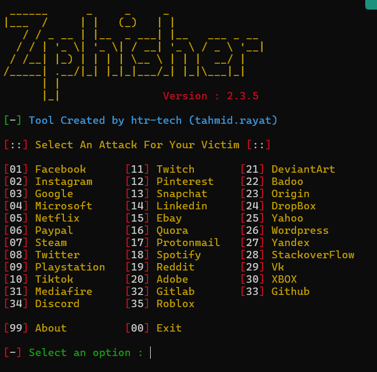 Zphisher
Version : 2.3.5
[-] Tool Created by htr-tech (tahmid.rayat)
[::] Select An Attack For Your Victim [::]
[01] Facebook [11] Twitch [21] DeviantArt
[02] Instagram [12] Pinterest [22] Badoo
[03] Google [13] Snapchat [23] Origin
[04] Microsoft [14] Linkedin [24] DropBox
[05] Netflix [15] Ebay [25] Yahoo
[06] Paypal [16] Quora [26] Wordpress
[07] Steam [17] Protonmail [27] Yandex
[08] Twitter [18] Spotify [28] StackoverFlow
[09] Playstation [19] Reddit [29] Vk
[10] Tiktok [20] Adobe [30] XBOX
[31] Mediafire [32] Gitlab [33] Github
[34] Discord [35] Roblox
[99] About [00] Exit
[-] Select an option :